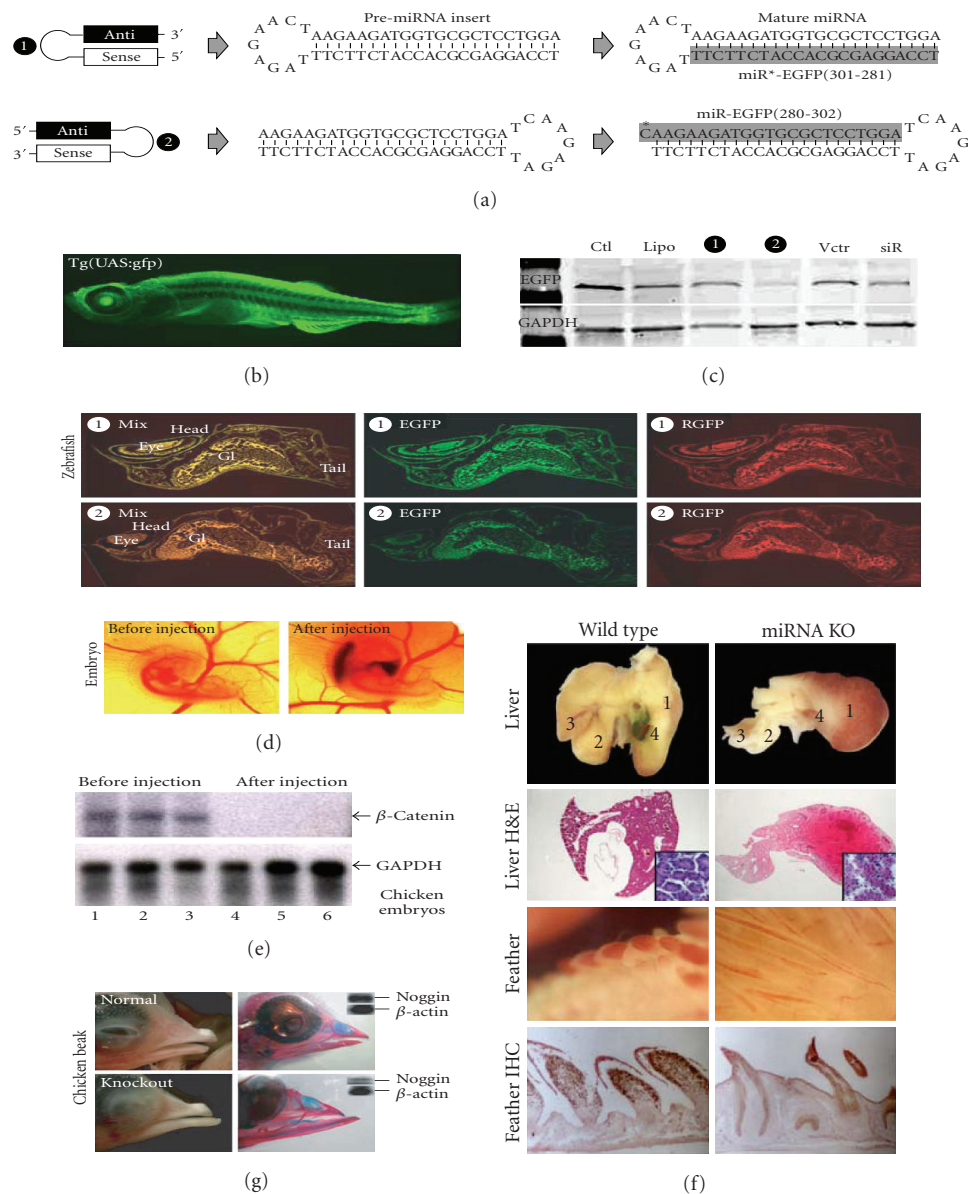 1 Anti 3′
Sense 5′
Pre-miRNA insert
A A C T
G
A
G A T A
AAGAAGATGGTGCGCTCCTGGA
TTCTTCTACCACGCGAGGACCT
Mature miRNA
A A C T
G
A
G A T A
AAGAAGATGGTGCGCTCCTGGA
TTCTTCTACCACGCGAGGACCT
miR*-EGFP(301-281)
5′ Anti
3′ Sense 2
AAGAAGATGGTGCGCTCCTGGA
TTCTTCTACCACGCGAGGACCT
T C A A G A G A T T
miR-EGFP(280-302)
*
CAAGAAGATGGTGCGCTCCTGGA
TTCTTCTACCACGCGAGGACCT
T C A A G A G A T T
(a)
Tg(UAS:gfp)
(b)
Ctl Lipo 1 2 Vctr siR
EGFP
GAPDH
(c)
Zebrafish
1 Mix
Head
Eye
Gl
Tail
1 EGFP
1 RGFP
2 Mix
Head
Eye
Gl
Tail
2 EGFP
2 RGFP
Embryo
Before injection
After injection
(d)
Before injection After injection
β-Catenin
GAPDH
Chicken
embryos
1 2 3 4 5 6
(e)
Chicken beak
Normal
Noggin
β-actin
Knockout
Noggin
β-actin
(g)
Wild type miRNA KO
Liver
1
3
2
4
4 1
3 2
Liver H&E
Feather
Feather IHC
(f)